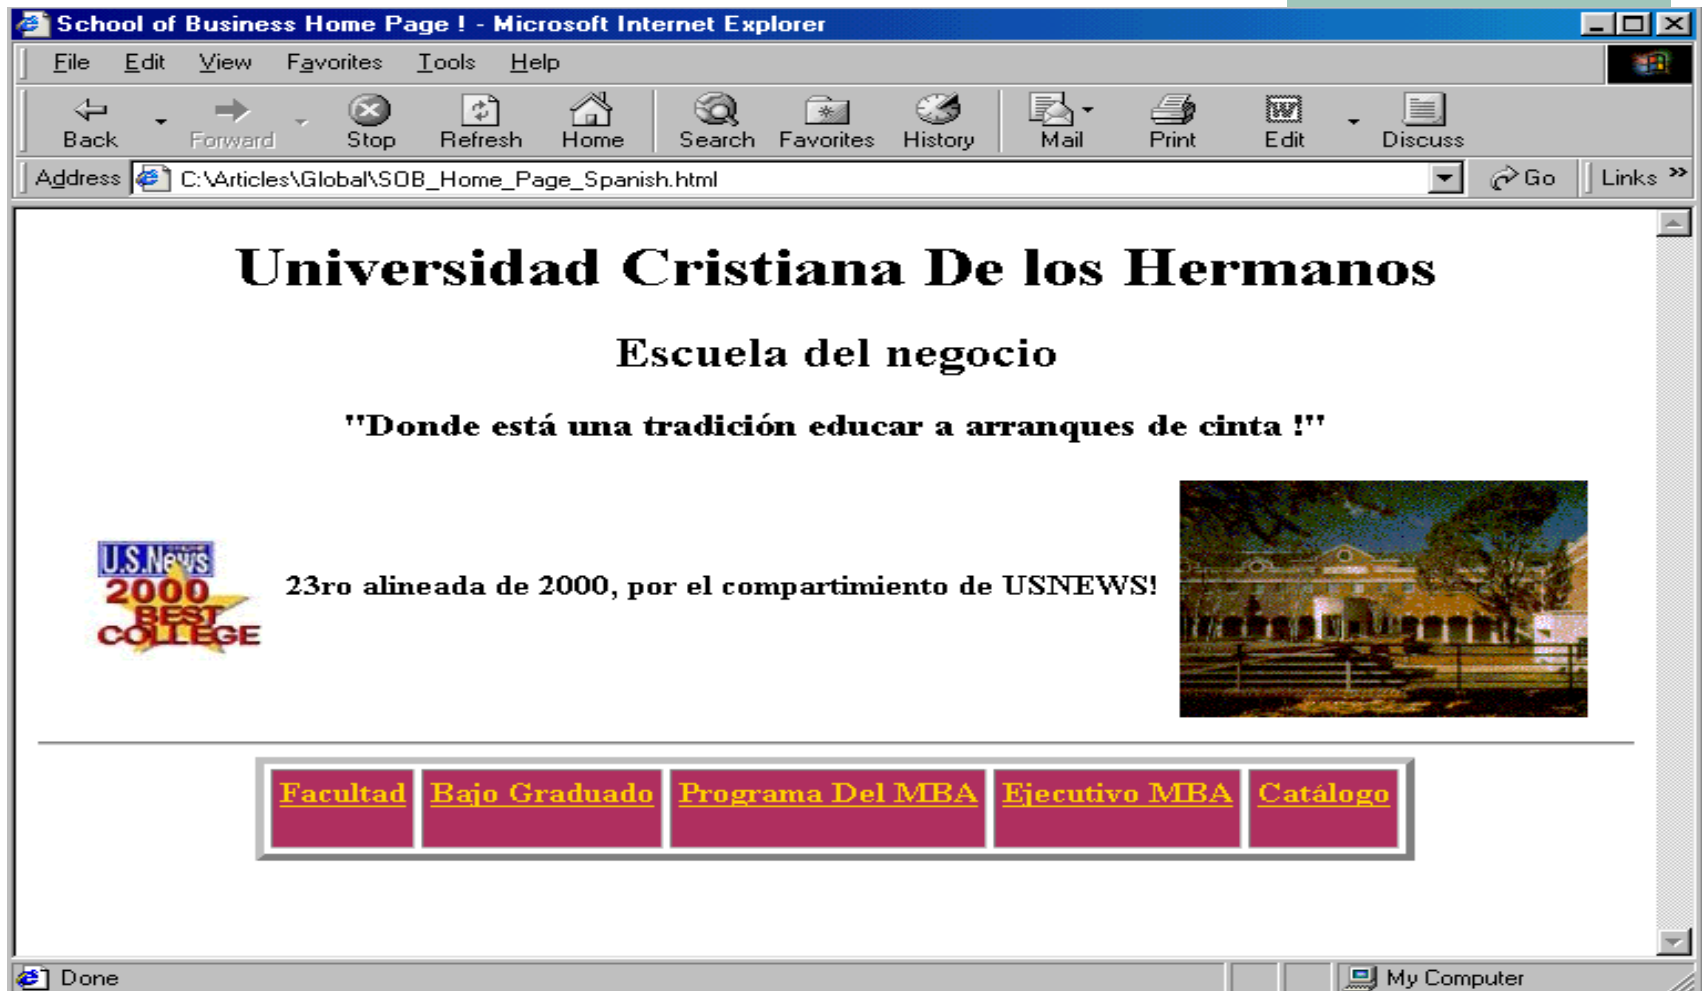 School of Business Home Page ! - Microsoft Internet Explorer
File Edit View Favorites Tools Help
Back Forward Stop Refresh Home Search Favorites History Mail Print Edit Discuss
Address C:\Articles\Global\SOB_Home_Page_Spanish.html Go Links »
Universidad Cristiana De los Hermanos
Escuela del negocio
"Donde está una tradición educar a arranques de cinta !"
U.S.News
2000
BEST
COLLEGE
23ro alineada de 2000, por el compartimiento de USNEWS!
Facultad Bajo Graduado Programa Del MBA Ejecutivo MBA Catálogo
Done My Computer